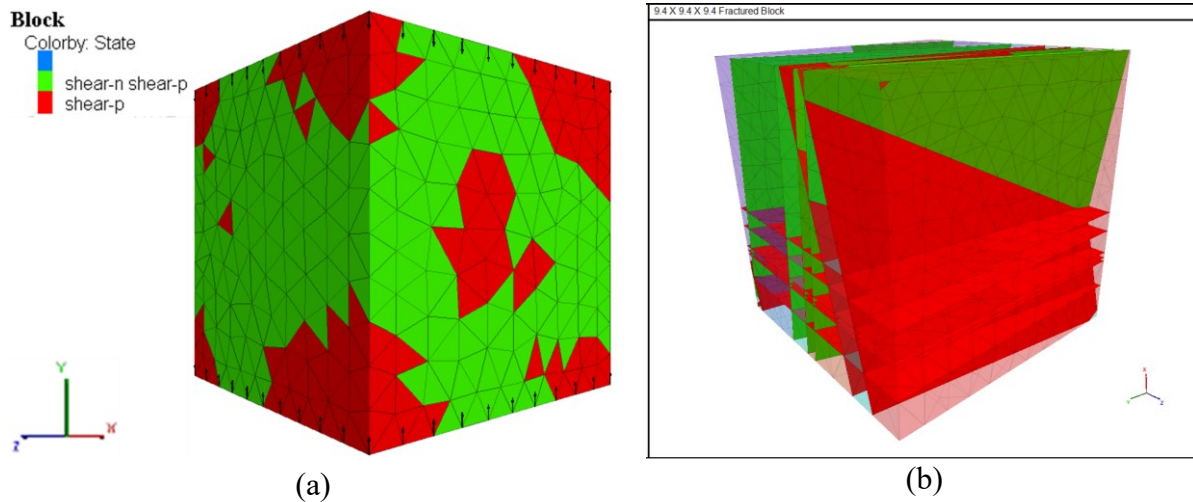 Block
Colorby: State
shear-n shear-p
shear-p
Y
Z
X
(a)
9.4 X 9.4 X 9.4 Fractured Block
X
Y
Z
(b)